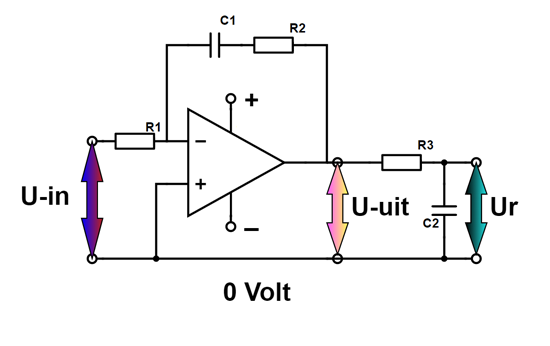 C1
R2
+
R1
−
+
R3
U-in
U-uit
Ur
C2
−
0 Volt